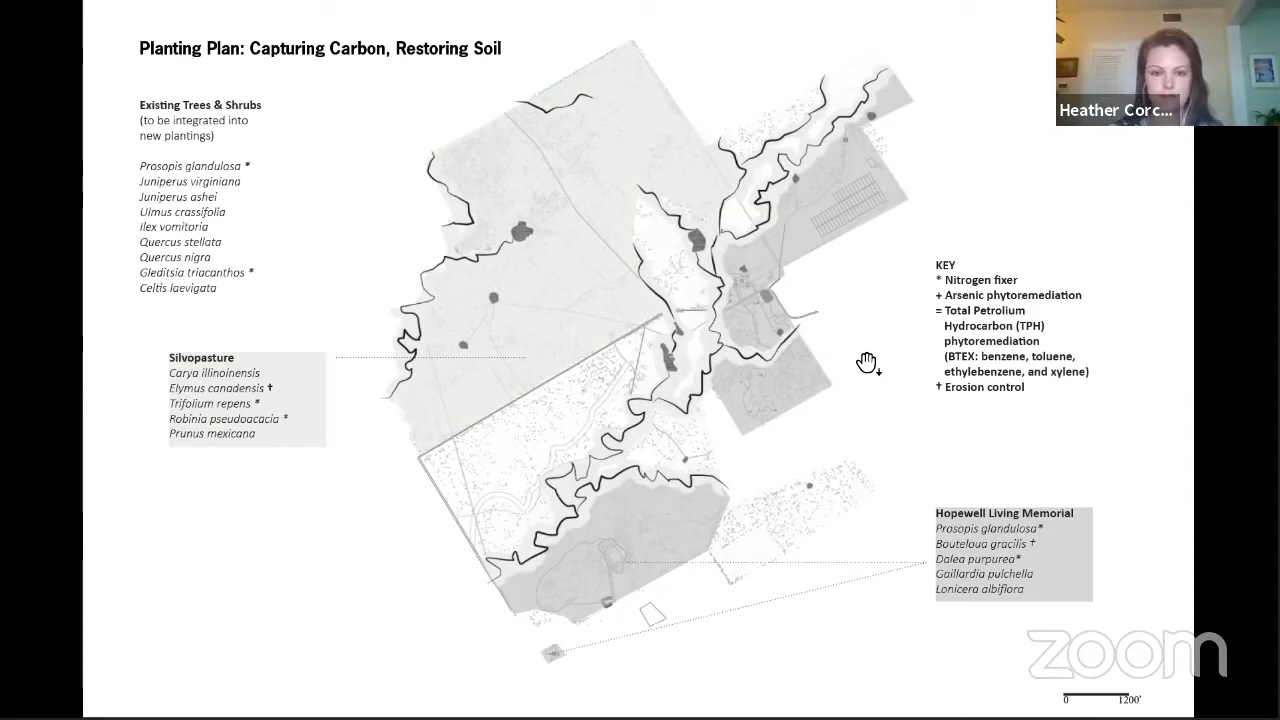 Planting Plan: Capturing Carbon, Restoring Soil
Heather Corc...
Existing Trees & Shrubs
(to be integrated into
new plantings)
Prosopis glandulosa *
Juniperus virginiana
Juniperus ashei
Ulmus crassifolia
Ilex vomitoria
Quercus stellata
Quercus nigra
Gleditsia triacanthos *
Celtis laevigata
Silvopasture
Carya illinoinensis
Elymus canadensis †
Trifolium repens *
Robinia pseudoacacia *
Prunus mexicana
KEY
* Nitrogen fixer
+ Arsenic phytoremediation
= Total Petrolium
Hydrocarbon (TPH)
phytoremediation
(BTEX: benzene, toluene,
ethylebenzene, and xylene)
† Erosion control
Hopewell Living Memorial
Prosopis glandulosa*
Bouteloua gracilis †
Dalea purpurea*
Gaillardia pulchella
Lonicera albiflora
zoom
0 1200'